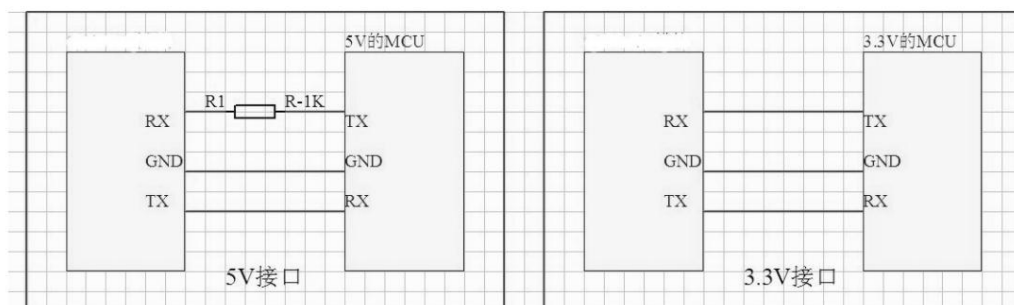 5V的MCU
R1
R-1K
RX
TX
GND
GND
TX
RX
5V接口
3.3V的MCU
RX
TX
GND
GND
TX
RX
3.3V接口